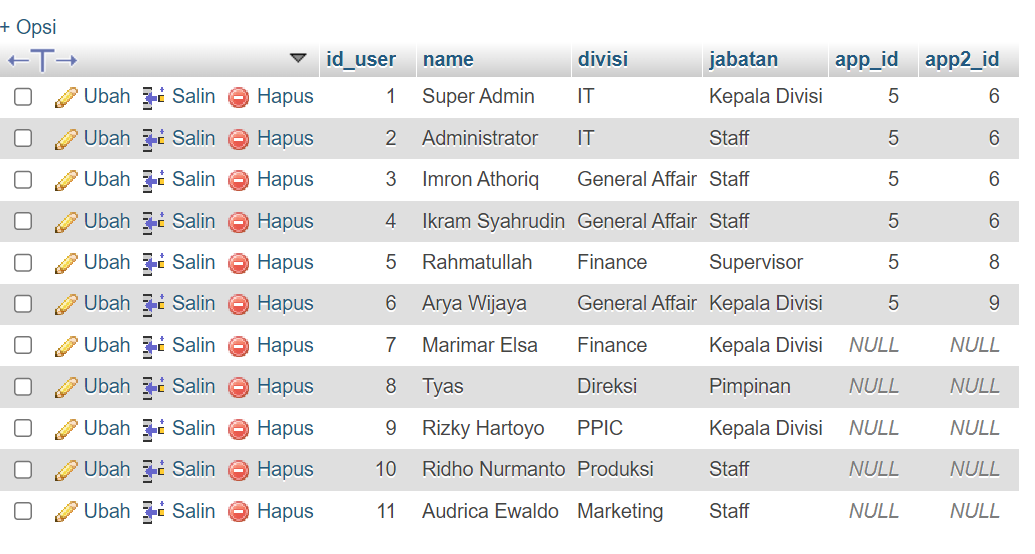 + Opsi
←T→ id_user name divisi jabatan app_id app2_id
Ubah Salin Hapus 1 Super Admin IT Kepala Divisi 5 6
Ubah Salin Hapus 2 Administrator IT Staff 5 6
Ubah Salin Hapus 3 Imron Athoriq General Affair Staff 5 6
Ubah Salin Hapus 4 Ikram Syahrudin General Affair Staff 5 6
Ubah Salin Hapus 5 Rahmatullah Finance Supervisor 5 8
Ubah Salin Hapus 6 Arya Wijaya General Affair Kepala Divisi 5 9
Ubah Salin Hapus 7 Marimar Elsa Finance Kepala Divisi NULL NULL
Ubah Salin Hapus 8 Tyas Direksi Pimpinan NULL NULL
Ubah Salin Hapus 9 Rizky Hartoyo PPIC Kepala Divisi NULL NULL
Ubah Salin Hapus 10 Ridho Nurmanto Produksi Staff NULL NULL
Ubah Salin Hapus 11 Audrica Ewaldo Marketing Staff NULL NULL